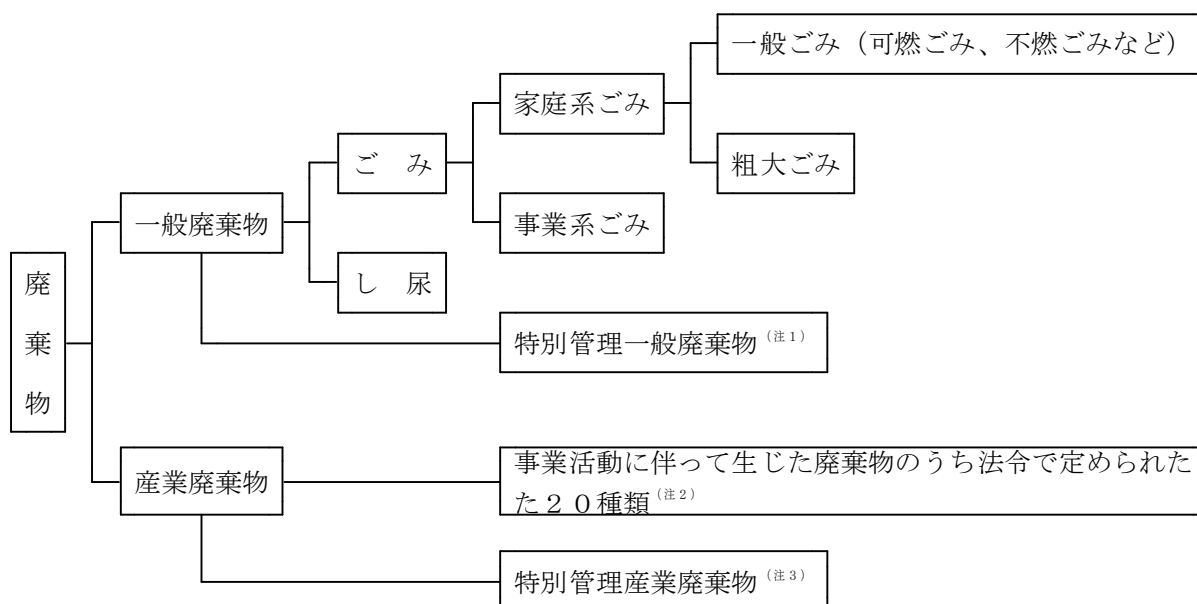 一般ごみ（可燃ごみ、不燃ごみなど）
家庭系ごみ
ご　み
粗大ごみ
一般廃棄物
事業系ごみ
し　尿
廃
棄
物
特別管理一般廃棄物（注1）
産業廃棄物
事業活動に伴って生じた廃棄物のうち法令で定められた
た２０種類（注2）
特別管理産業廃棄物（注3）